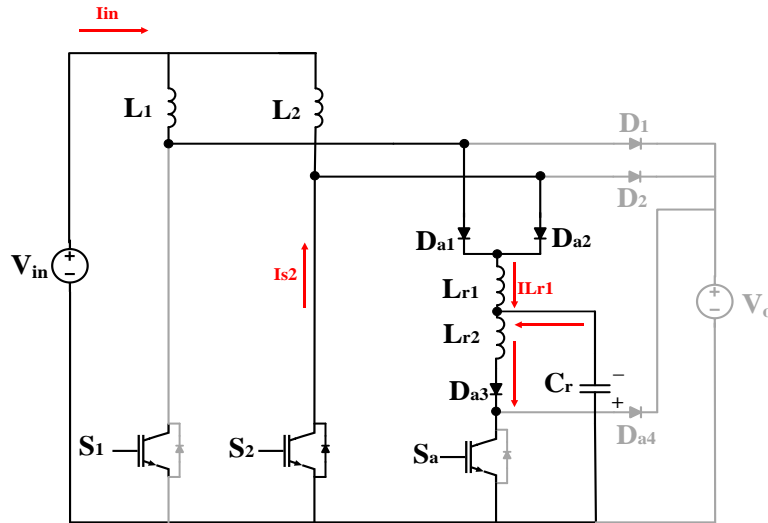 Iin
L1
L2
D1
D2
Da1
Da2
Vin
Is2
Lr1
ILr1
Lr2
Vo
Da3
Cr
Da4
S1
S2
Sa